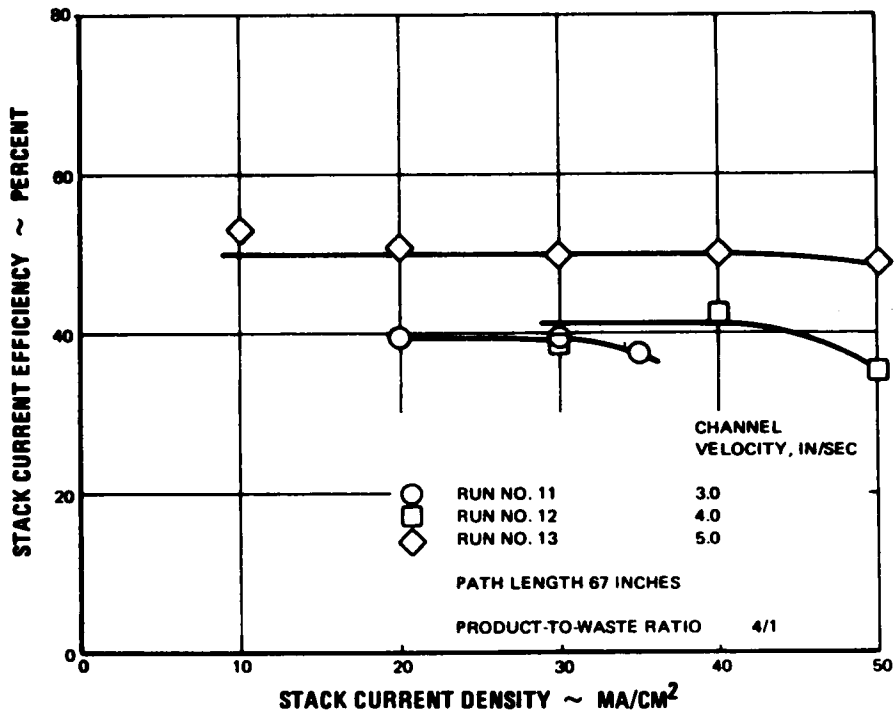 80
60
40
20
0
STACK CURRENT EFFICIENCY ~ PERCENT
CHANNEL
VELOCITY, IN/SEC
RUN NO. 11 3.0
RUN NO. 12 4.0
RUN NO. 13 5.0
PATH LENGTH 67 INCHES
PRODUCT-TO-WASTE RATIO 4/1
0 10 20 30 40 50
STACK CURRENT DENSITY ~ MA/CM²